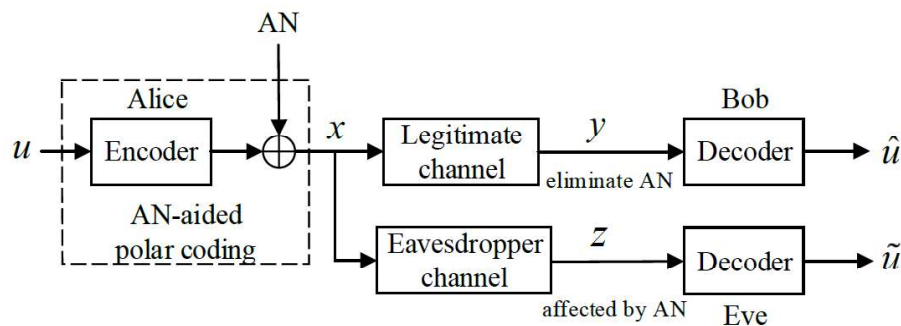 AN
Alice
Bob
u
Encoder
x
Legitimate
channel
y
eliminate AN
Decoder
û
AN-aided
polar coding
Eavesdropper
channel
z
affected by AN
Decoder
ũ
Eve